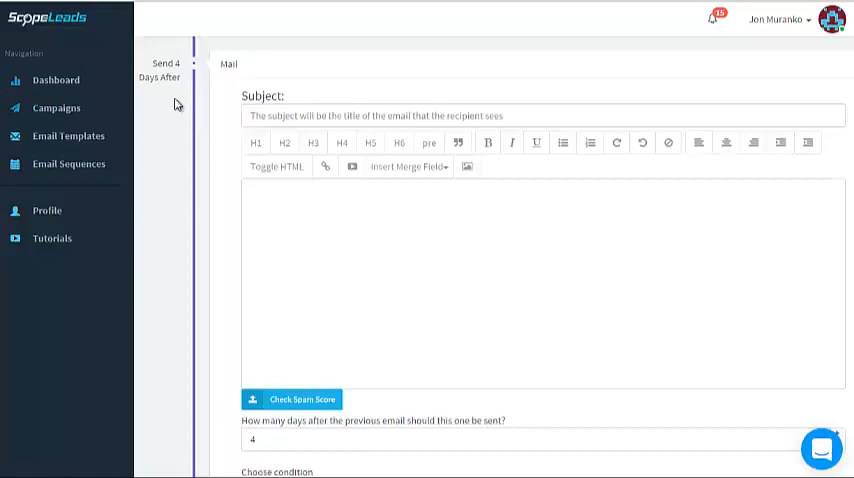 ScopeLeads
15
Jon Muranko
Navigation
Dashboard
Campaigns
Email Templates
Email Sequences
Profile
Tutorials
Send 4
Days After
Mail
Subject:
The subject will be the title of the email that the recipient sees
H1 H2 H3 H4 H5 H6 pre B I U
Toggle HTML Insert Merge Field
Check Spam Score
How many days after the previous email should this one be sent?
4
Choose condition